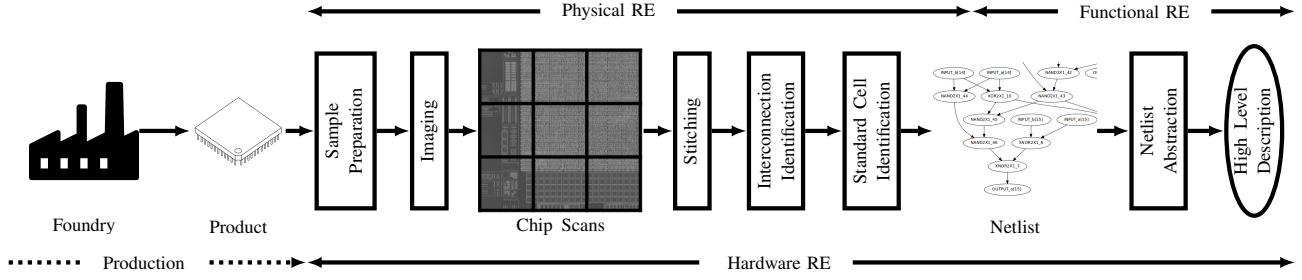 Physical RE
Functional RE
Sample
Preparation
Imaging
Stitching
Interconnection
Identification
Standard Cell
Identification
INPUT_b[14]
INPUT_a[14]
NAND2X1_42
NAND2X1_44
XOR2X1_10
NAND2X1_43
NAND2X1_45
INPUT_b[15]
INPUT_a[15]
NAND2X1_46
XNOR2X1_6
XNOR2X1_7
OUTPUT_o[15]
Netlist
Abstraction
High Level
Description
Foundry
Product
Chip Scans
Netlist
Production
Hardware RE